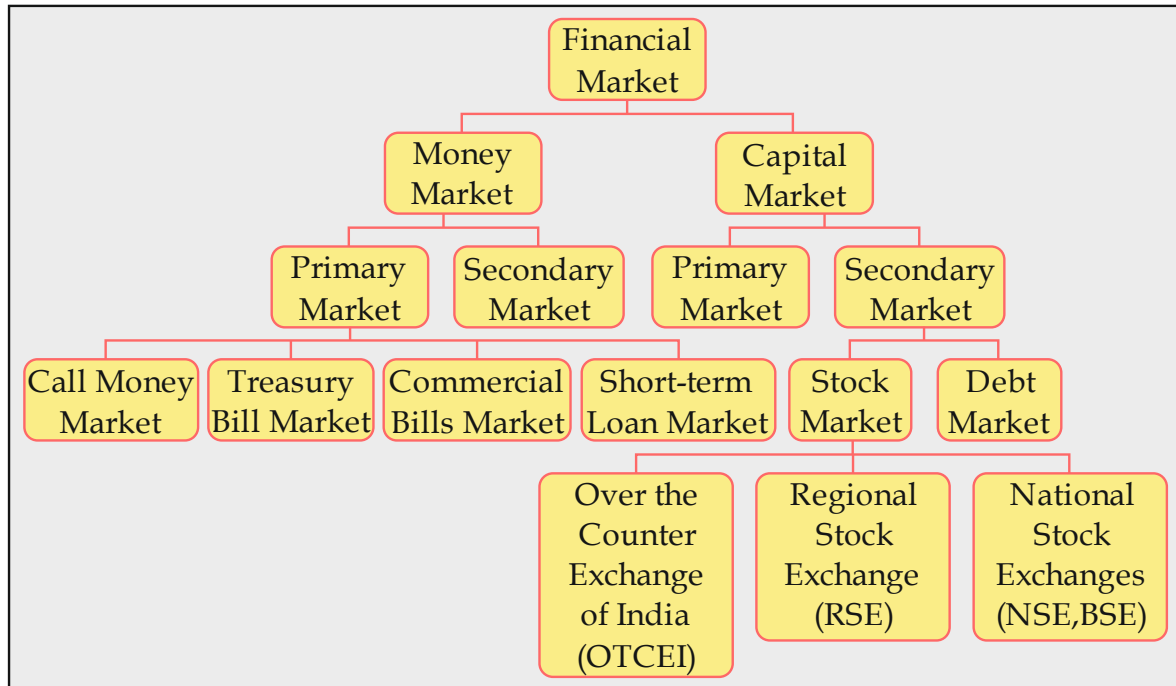 Financial
Market
Money
Market
Capital
Market
Primary
Market
Secondary
Market
Primary
Market
Secondary
Market
Call Money
Market
Treasury
Bill Market
Commercial
Bills Market
Short-term
Loan Market
Stock
Market
Debt
Market
Over the
Counter
Exchange
of India
(OTCEI)
Regional
Stock
Exchange
(RSE)
National
Stock
Exchanges
(NSE,BSE)